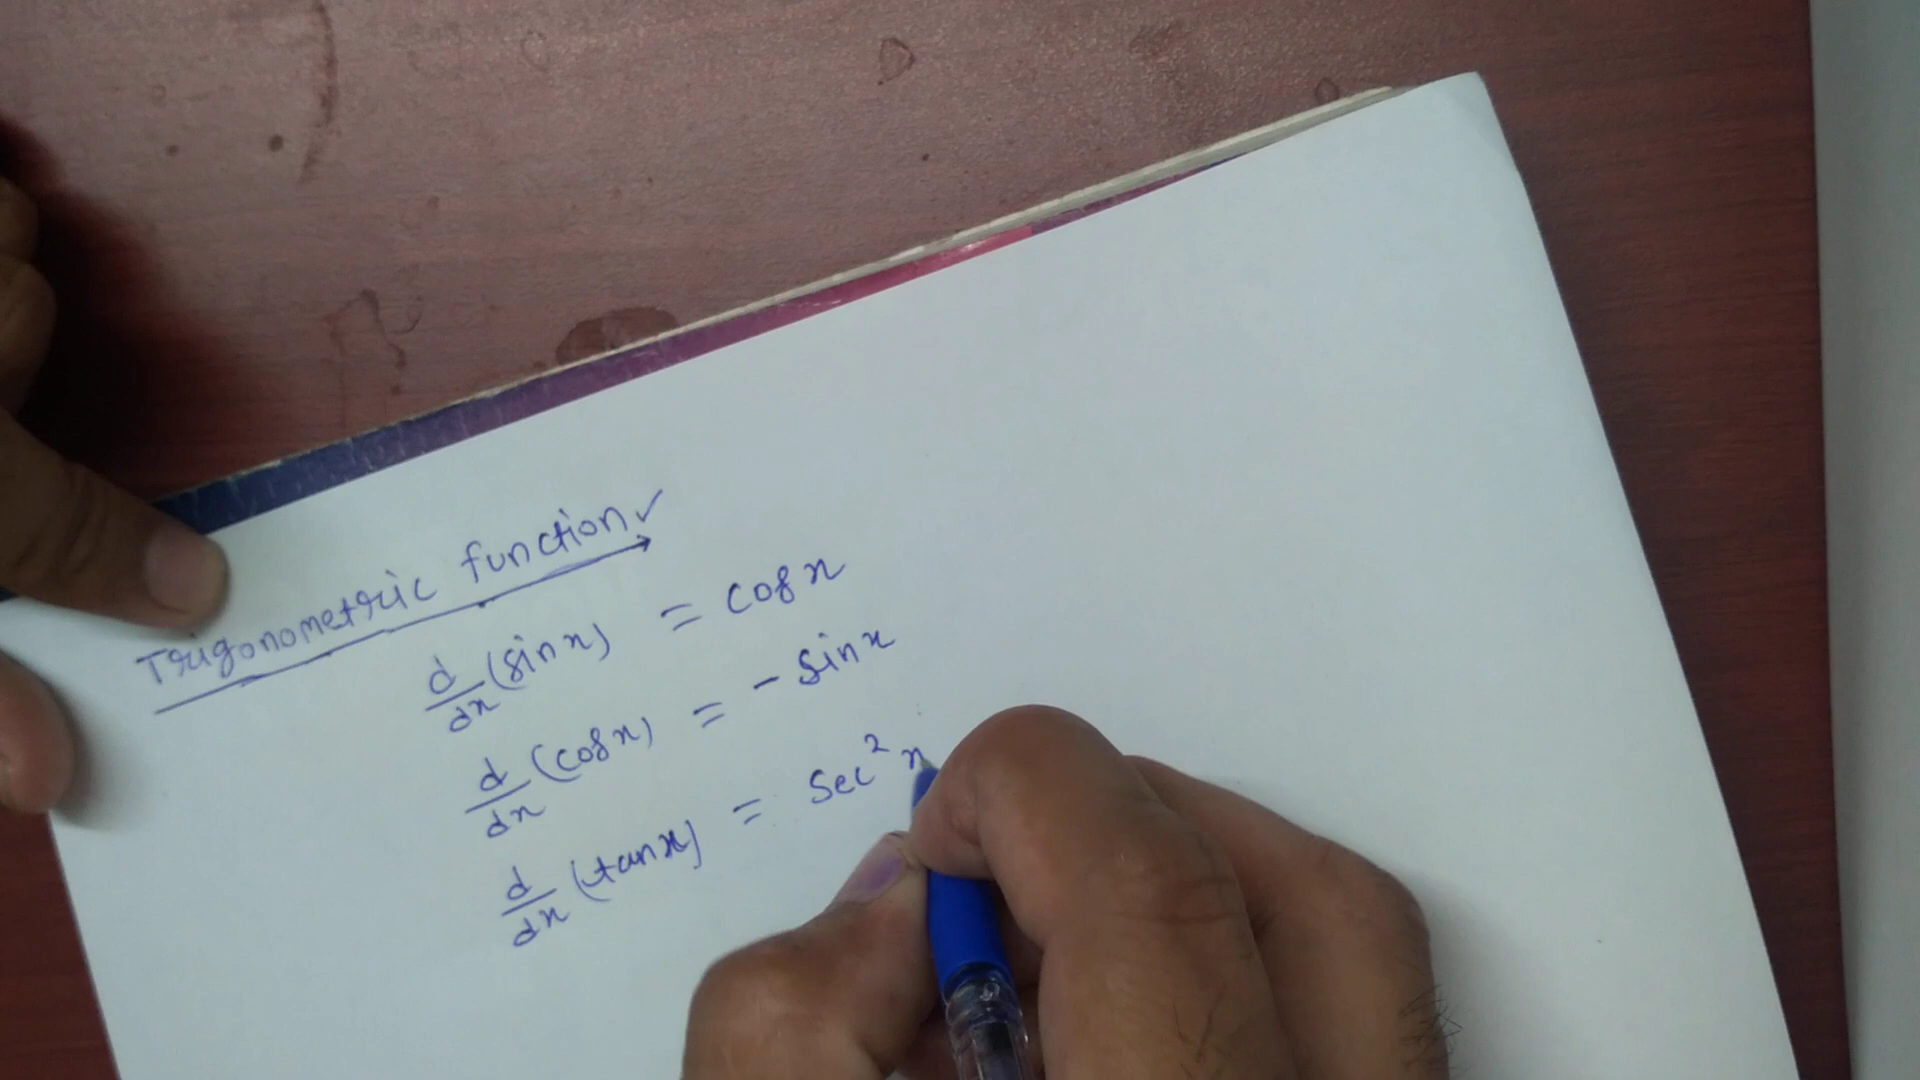 Trigonometric function ✓
d/dx (sin x) = cos x
d/dx (cos x) = - sin x
d/dx (tan x) = Sec² x